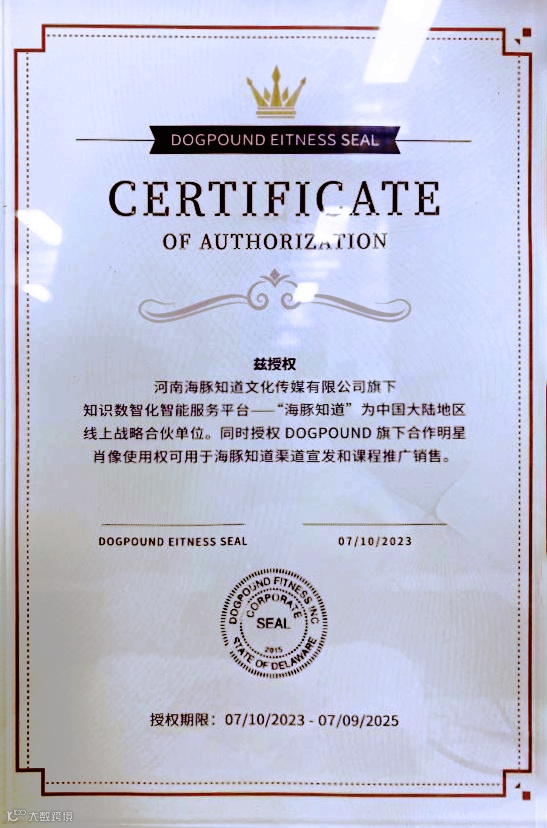 DOGPOUND EITNESS SEAL
CERTIFICATE
OF AUTHORIZATION
兹授权
河南海豚知道文化传媒有限公司旗下
知识数智化智能服务平台——“海豚知道”为中国大陆地区
线上战略合伙单位。同时授权 DOGPOUND 旗下合作明星
肖像使用权可用于海豚知道渠道宣发和课程推广销售。
DOGPOUND EITNESS SEAL
07/10/2023
DOGPOUND FITNESS INC
CORPORATE
SEAL
2015
STATE OF DELAWARE
授权期限：07/10/2023 - 07/09/2025
大数跨境